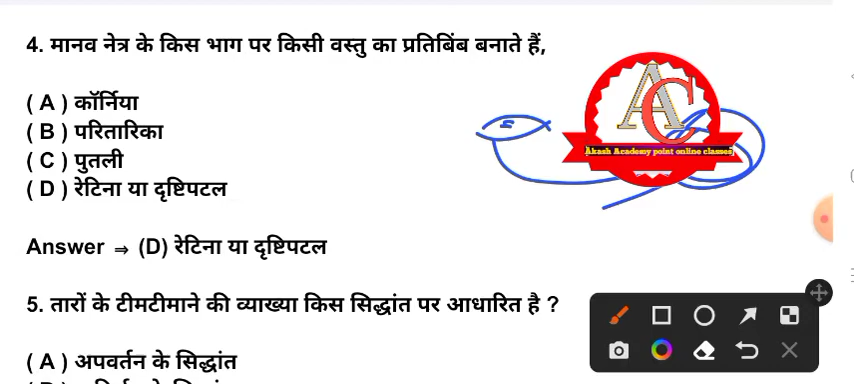 4. मानव नेत्र के किस भाग पर किसी वस्तु का प्रतिबिंब बनाते हैं,
( A ) कॉर्निया
( B ) परितारिका
( C ) पुतली
( D ) रेटिना या दृष्टिपटल
AC
Akash Academy point online classes
Answer ⇒ (D) रेटिना या दृष्टिपटल
5. तारों के टीमटीमाने की व्याख्या किस सिद्धांत पर आधारित है ?
( A ) अपवर्तन के सिद्धांत